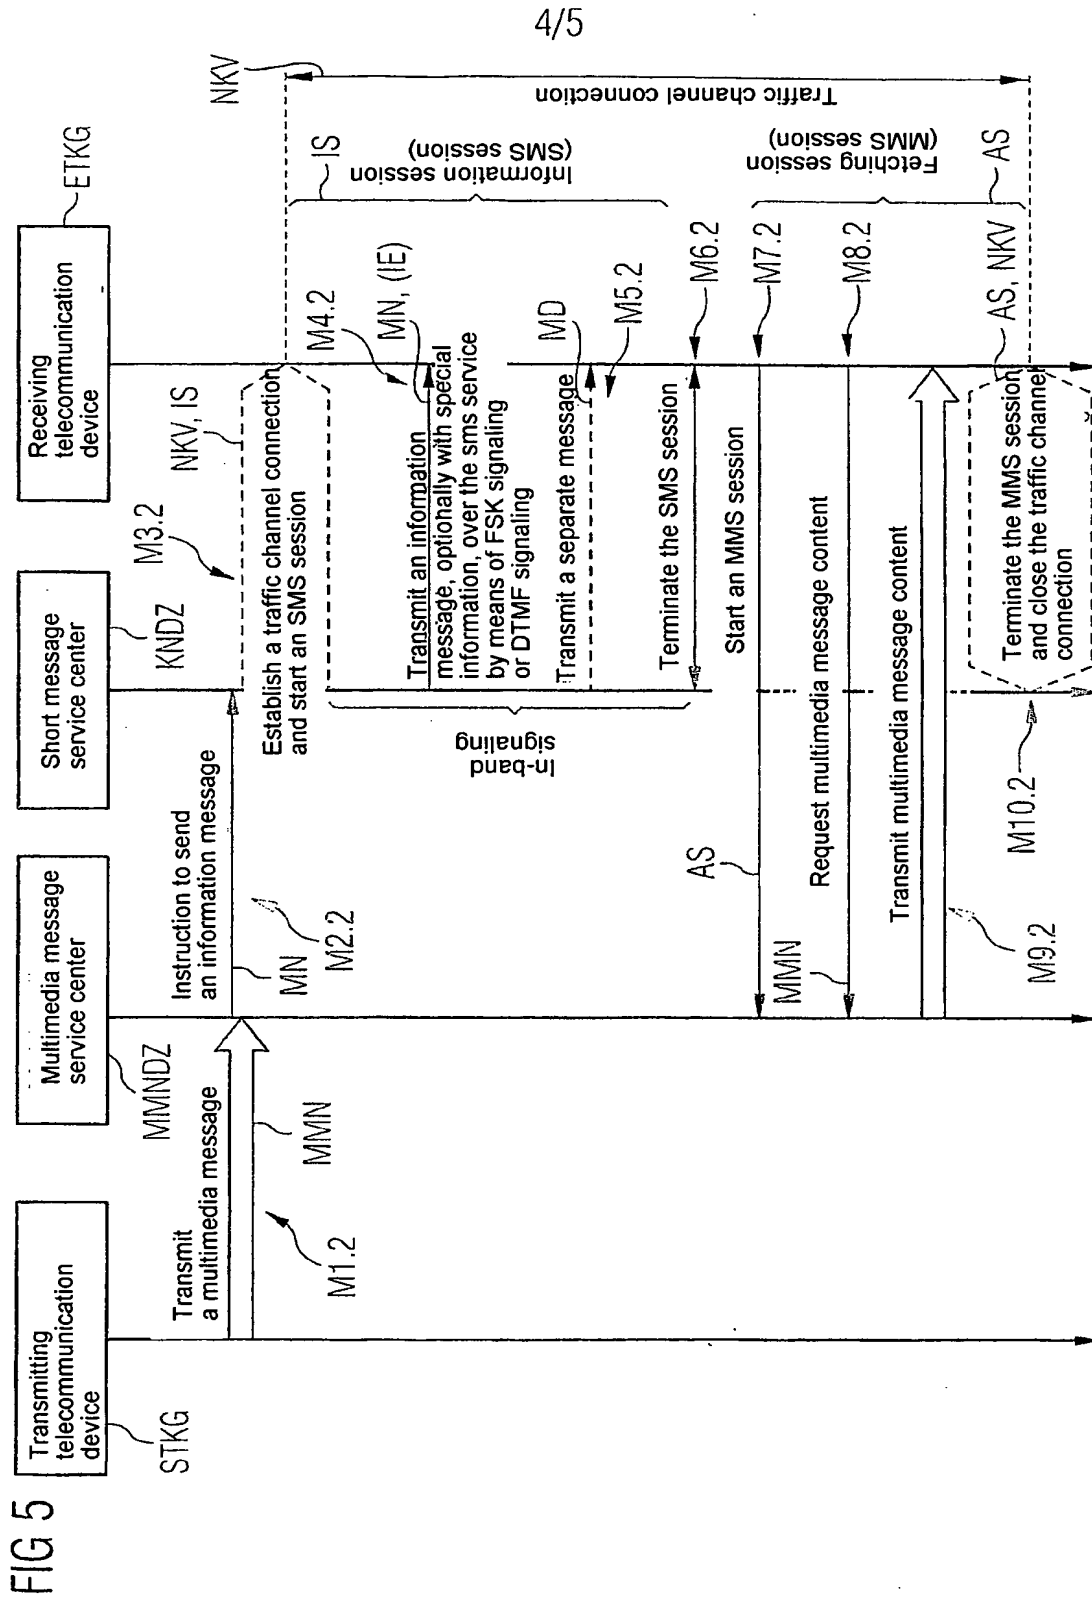 4/5
FIG 5
Transmitting
telecommunication
device
STKG
Multimedia message
service center
MMNDZ
Short message
service center
KNDZ
Receiving
telecommunication
device
ETKG
Transmit
a multimedia message
MMN
M1.2
Instruction to send
an information message
MN
M2.2
M3.2
NKV, IS
Establish a traffic channel connection
and start an SMS session
NKV
Traffic channel connection
IS
Information session
(SMS session)
In-band
signaling
M4.2
MN, (IE)
Transmit an information
message, optionally with special
information, over the sms service
by means of FSK signaling
or DTMF signaling
MD
Transmit a separate message
M5.2
Terminate the SMS session
M6.2
Start an MMS session
AS
M7.2
Fetching session
(MMS session)
AS
Request multimedia message content
MMN
M8.2
Transmit multimedia message content
M9.2
AS, NKV
Terminate the MMS session
and close the traffic channel
connection
M10.2